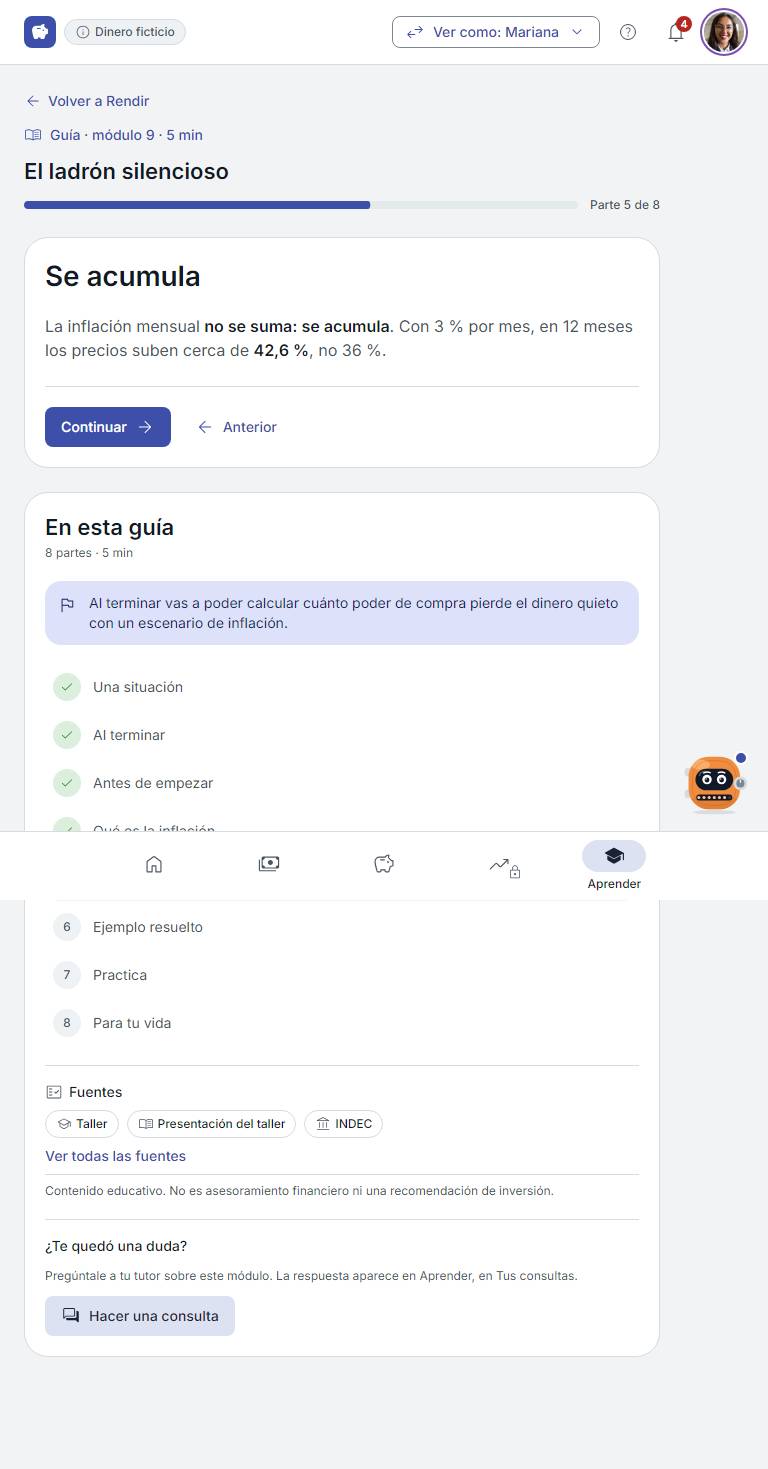 Dinero ficticio
Ver como: Mariana
4
Volver a Rendir
Guía · módulo 9 · 5 min
El ladrón silencioso
Parte 5 de 8
Se acumula
La inflación mensual no se suma: se acumula. Con 3 % por mes, en 12 meses
los precios suben cerca de 42,6 %, no 36 %.
Continuar
Anterior
En esta guía
8 partes · 5 min
Al terminar vas a poder calcular cuánto poder de compra pierde el dinero quieto
con un escenario de inflación.
Una situación
Al terminar
Antes de empezar
Qué es la inflación
Aprender
6 Ejemplo resuelto
7 Practica
8 Para tu vida
Fuentes
Taller
Presentación del taller
INDEC
Ver todas las fuentes
Contenido educativo. No es asesoramiento financiero ni una recomendación de inversión.
¿Te quedó una duda?
Pregúntale a tu tutor sobre este módulo. La respuesta aparece en Aprender, en Tus consultas.
Hacer una consulta